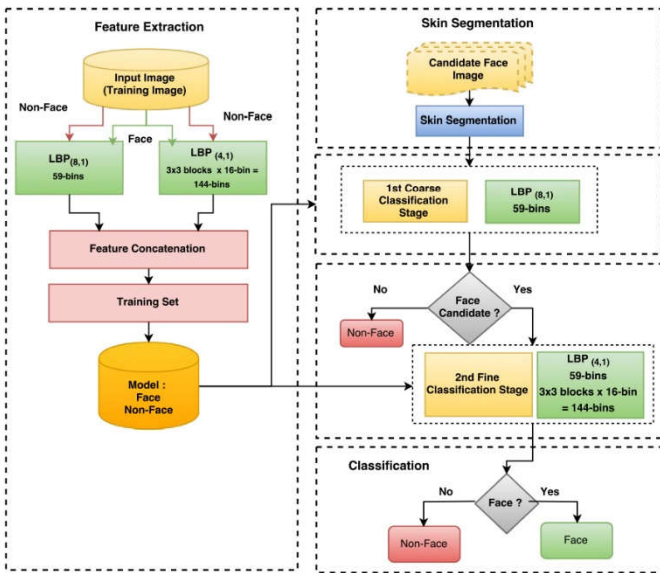 Feature Extraction
Input Image
(Training Image)
Non-Face
Non-Face
Face
LBP(8,1)
59-bins
LBP (4,1)
3x3 blocks x 16-bin =
144-bins
Feature Concatenation
Training Set
Model :
Face
Non-Face
Skin Segmentation
Candidate Face
Image
Skin Segmentation
1st Coarse
Classification
Stage
LBP (8,1)
59-bins
No
Yes
Face
Candidate ?
Non-Face
2nd Fine
Classification Stage
LBP (4,1)
59-bins
3x3 blocks x 16-bin
= 144-bins
Classification
No
Yes
Face ?
Non-Face
Face